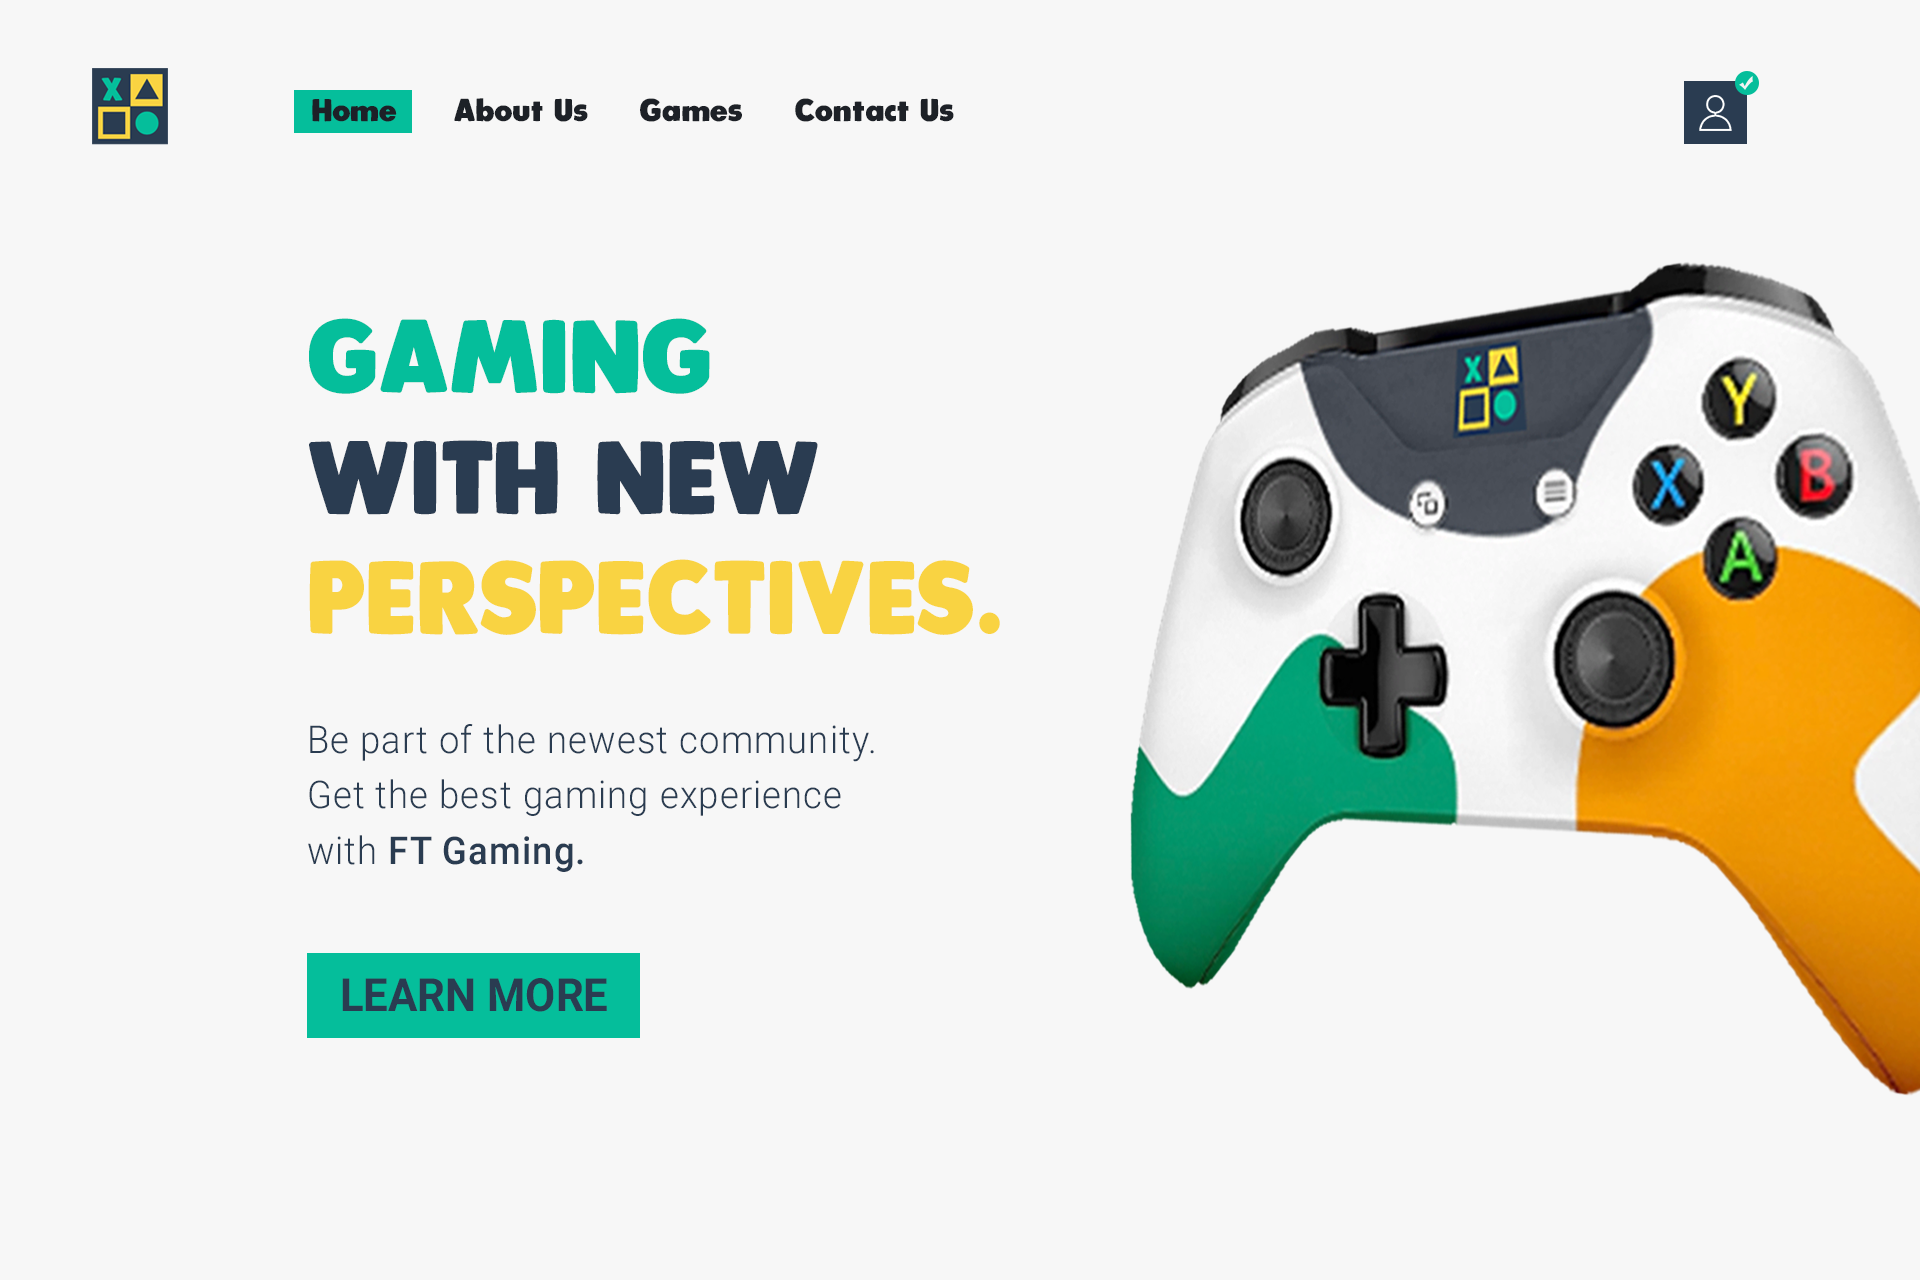 X
Home About Us Games Contact Us
GAMING
WITH NEW
PERSPECTIVES.
Be part of the newest community.
Get the best gaming experience
with FT Gaming.
LEARN MORE
X
Y
X
B
A